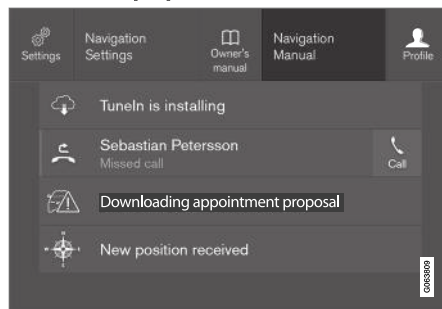 Settings
Navigation
Settings
Owner's
manual
Navigation
Manual
Profile
TuneIn is installing
Sebastian Petersson
Missed call
Call
Downloading appointment proposal
New position received
G063809